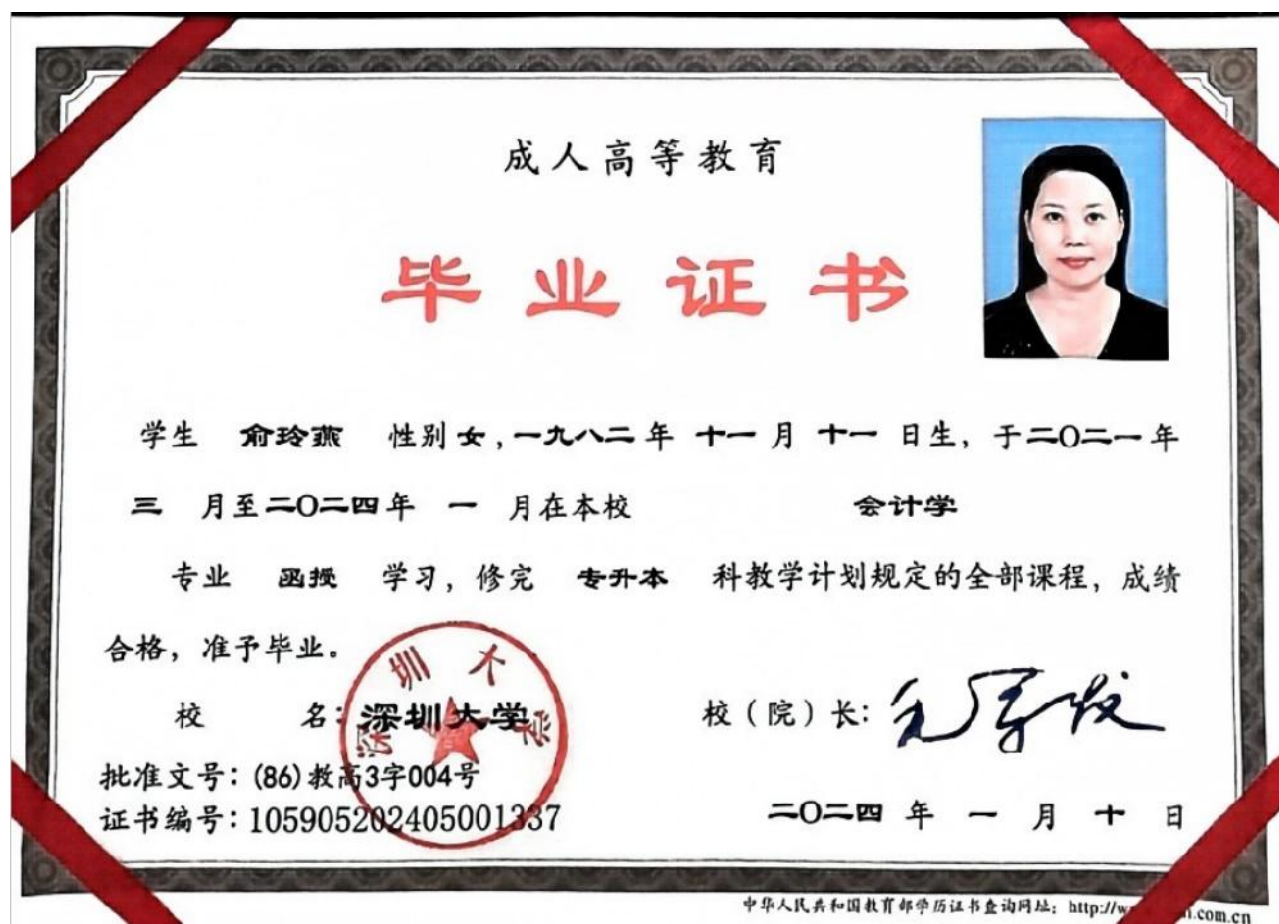 成人高等教育
毕业证书
学生 俞玲燕 性别女,一九八二年 十一月 十一日生, 于二〇二一年
三 月至二〇二四年 一 月在本校 会计学
专业 函授 学习, 修完 专升本 科教学计划规定的全部课程, 成绩
合格, 准予毕业。
校 名: 深圳大学
深圳大学
校(院)长:
批准文号: (86)教高3字004号
证书编号: 105905202405001337
二〇二四 年 一 月 十 日
中华人民共和国教育部学历证书查询网址: http://w
.com.cn